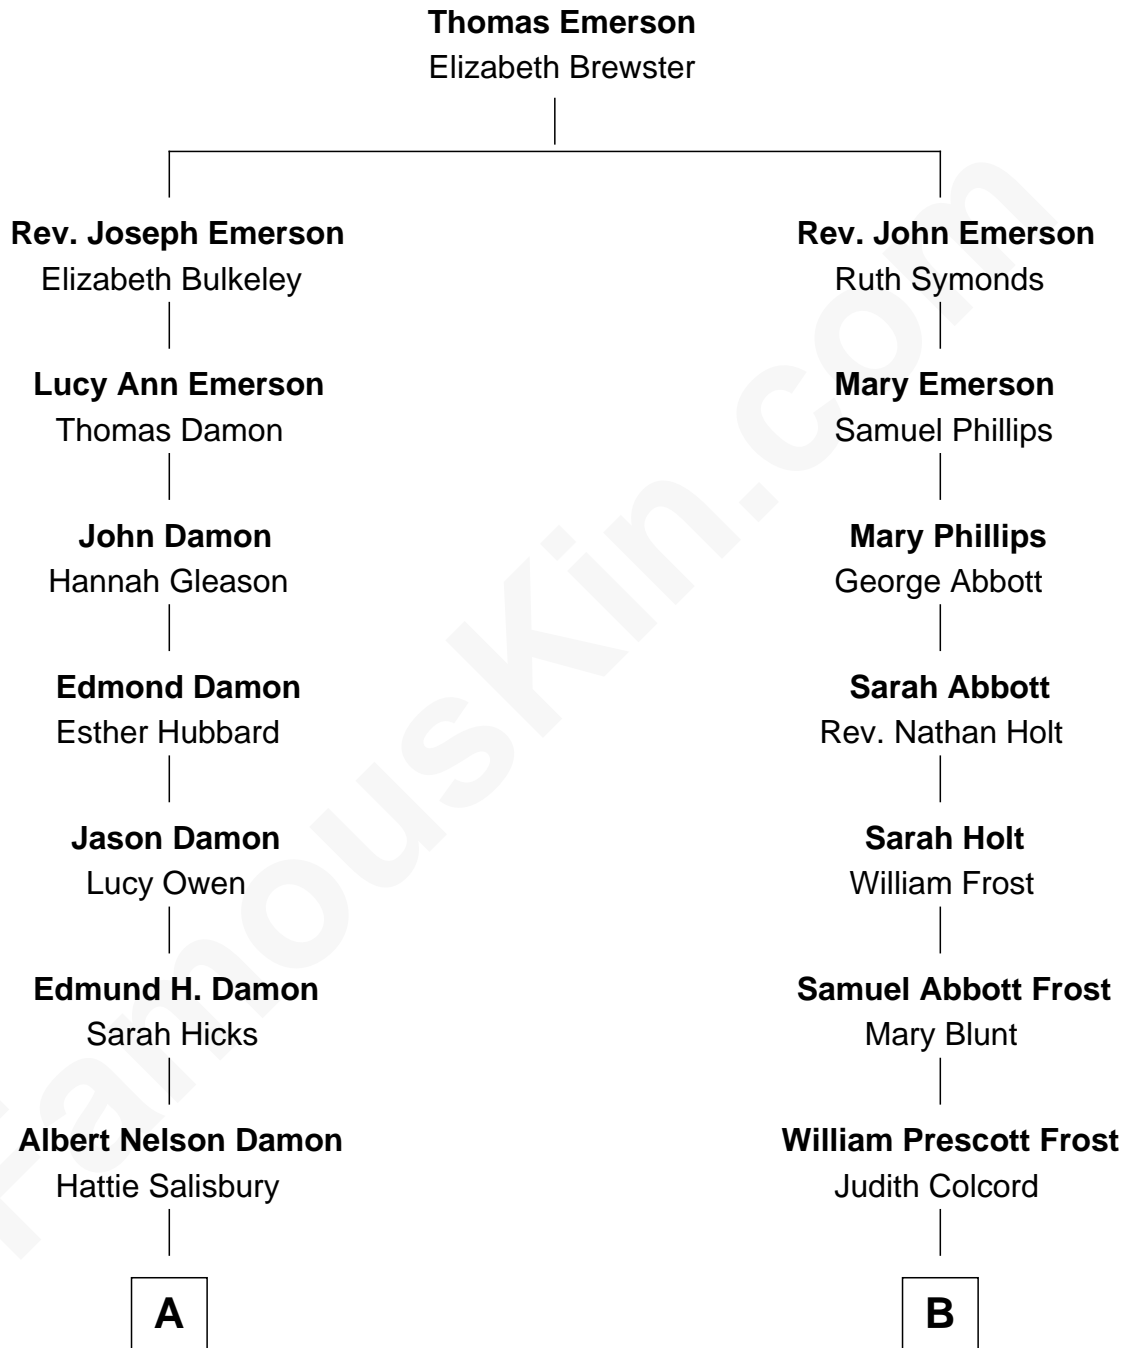 Thomas Emerson
Elizabeth Brewster
Rev. Joseph Emerson
Elizabeth Bulkeley
Lucy Ann Emerson
Thomas Damon
John Damon
Hannah Gleason
Edmond Damon
Esther Hubbard
Jason Damon
Lucy Owen
Edmund H. Damon
Sarah Hicks
Albert Nelson Damon
Hattie Salisbury
A
Rev. John Emerson
Ruth Symonds
Mary Emerson
Samuel Phillips
Mary Phillips
George Abbott
Sarah Abbott
Rev. Nathan Holt
Sarah Holt
William Frost
Samuel Abbott Frost
Mary Blunt
William Prescott Frost
Judith Colcord
B
FamousKin.com